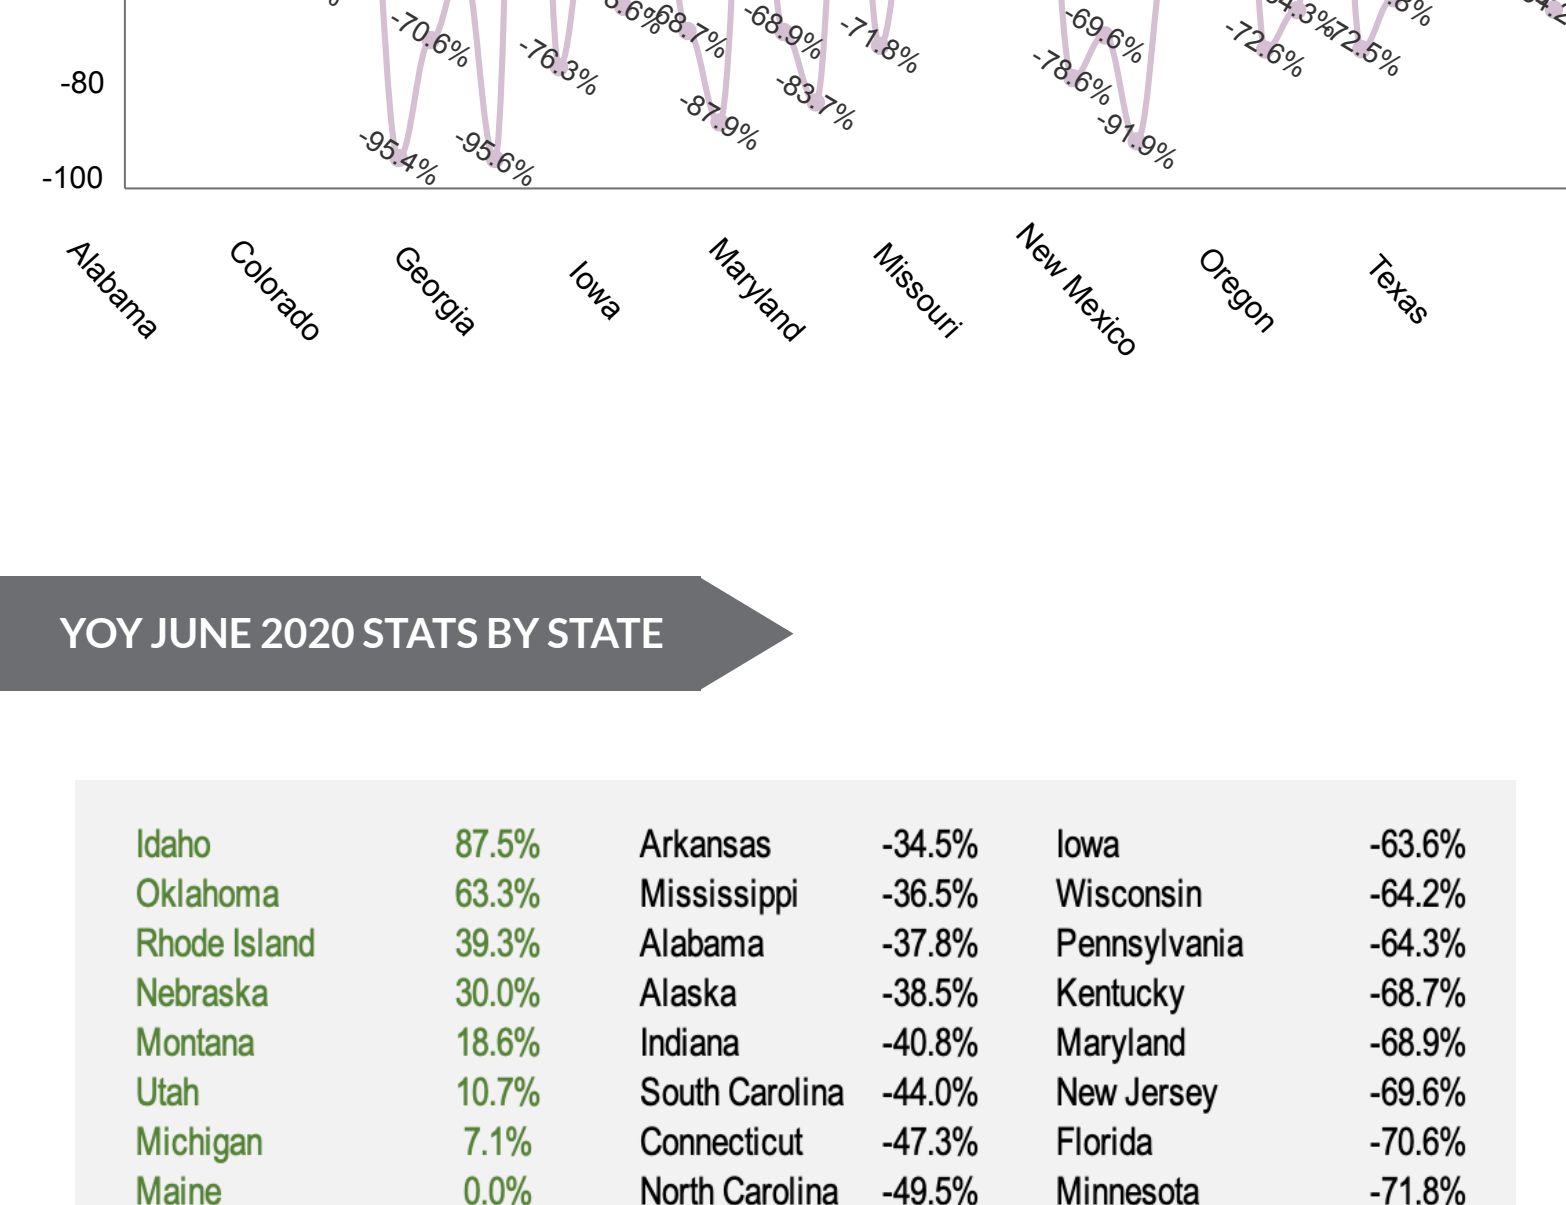 -70.6%
-76.3%
-68.7%
-68.9%
-71.8%
-69.6%
-72.6%
-72.5%
-80
-78.6%
-83.7%
-87.9%
-91.9%
-95.4%
-95.6%
-100
Alabama
Colorado
Georgia
Iowa
Maryland
Missouri
New Mexico
Oregon
Texas
YOY JUNE 2020 STATS BY STATE
Idaho 87.5% Arkansas -34.5% Iowa -63.6%
Oklahoma 63.3% Mississippi -36.5% Wisconsin -64.2%
Rhode Island 39.3% Alabama -37.8% Pennsylvania -64.3%
Nebraska 30.0% Alaska -38.5% Kentucky -68.7%
Montana 18.6% Indiana -40.8% Maryland -68.9%
Utah 10.7% South Carolina -44.0% New Jersey -69.6%
Michigan 7.1% Connecticut -47.3% Florida -70.6%
Maine 0.0% North Carolina -49.5% Minnesota -71.8%